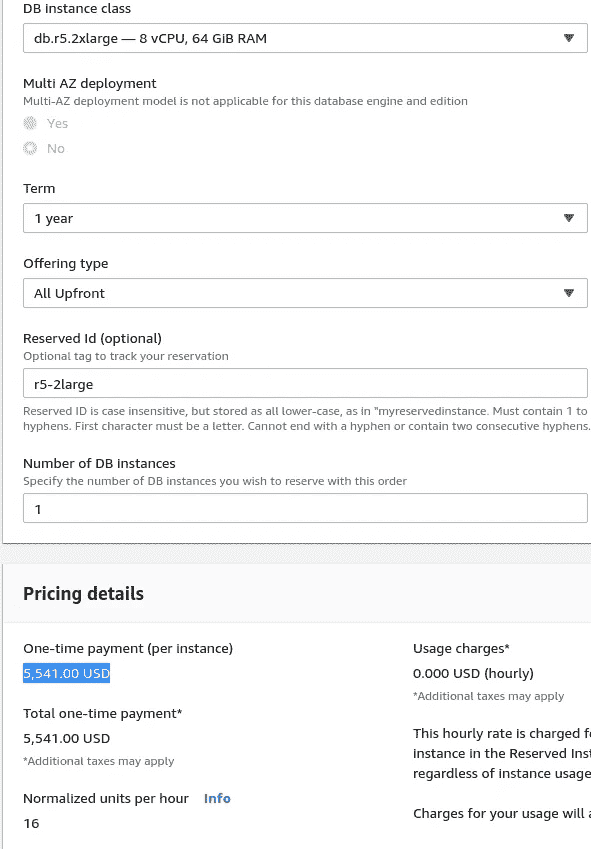 DB instance class
db.r5.2xlarge — 8 vCPU, 64 GiB RAM
Multi AZ deployment
Multi-AZ deployment model is not applicable for this database engine and edition
Yes
No
Term
1 year
Offering type
All Upfront
Reserved Id (optional)
Optional tag to track your reservation
r5-2large
Reserved ID is case insensitive, but stored as all lower-case, as in "myreservedinstance. Must contain 1 to
hyphens. First character must be a letter. Cannot end with a hyphen or contain two consecutive hyphens.
Number of DB instances
Specify the number of DB instances you wish to reserve with this order
1
Pricing details
One-time payment (per instance)
5,541.00 USD
Total one-time payment*
5,541.00 USD
*Additional taxes may apply
Normalized units per hour Info
16
Usage charges*
0.000 USD (hourly)
*Additional taxes may apply
This hourly rate is charged f
instance in the Reserved Inst
regardless of instance usage
Charges for your usage will a